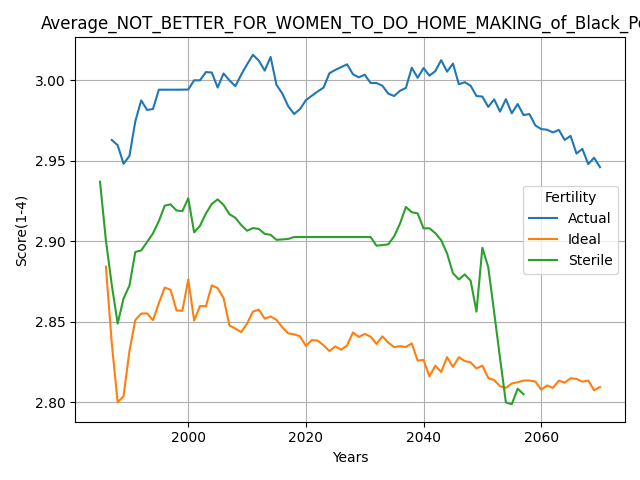 Average_NOT_BETTER_FOR_WOMEN_TO_DO_HOME_MAKING_of_Black_Pe
3.00
2.95
2.90
2.85
2.80
Score(1-4)
Fertility
Actual
Ideal
Sterile
2000
2020
2040
2060
Years